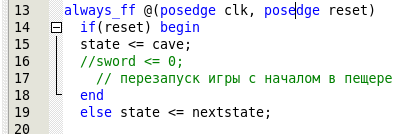 13 always_ff @(posedge clk, posedge reset)
14 if(reset) begin
15 state <= cave;
16 //sword <= 0;
17 // перезапуск игры с началом в пещере
18 end
19 else state <= nextstate;
20